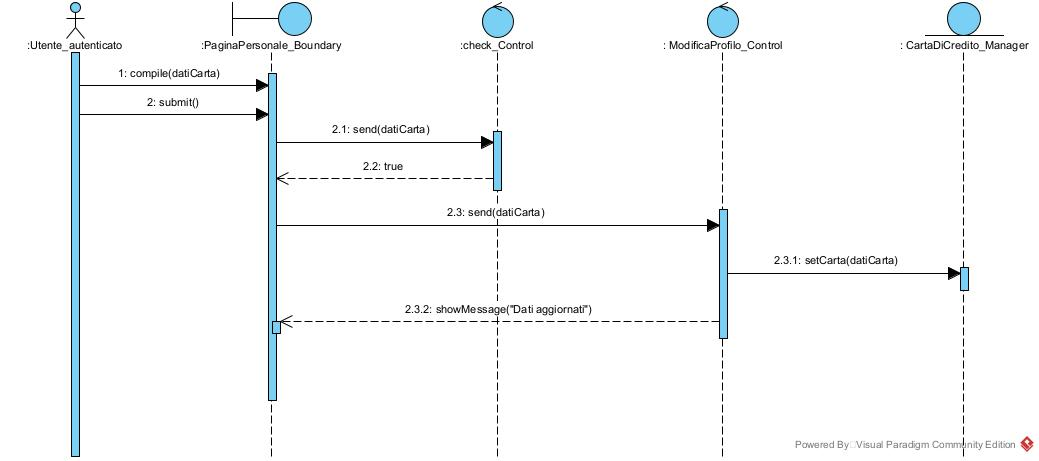 :Utente_autenticato
:PaginaPersonale_Boundary
:check_Control
: ModificaProfilo_Control
: CartaDiCredito_Manager
1: compile(datiCarta)
2: submit()
2.1: send(datiCarta)
2.2: true
2.3: send(datiCarta)
2.3.1: setCarta(datiCarta)
2.3.2: showMessage("Dati aggiornati")
Powered By Visual Paradigm Community Edition